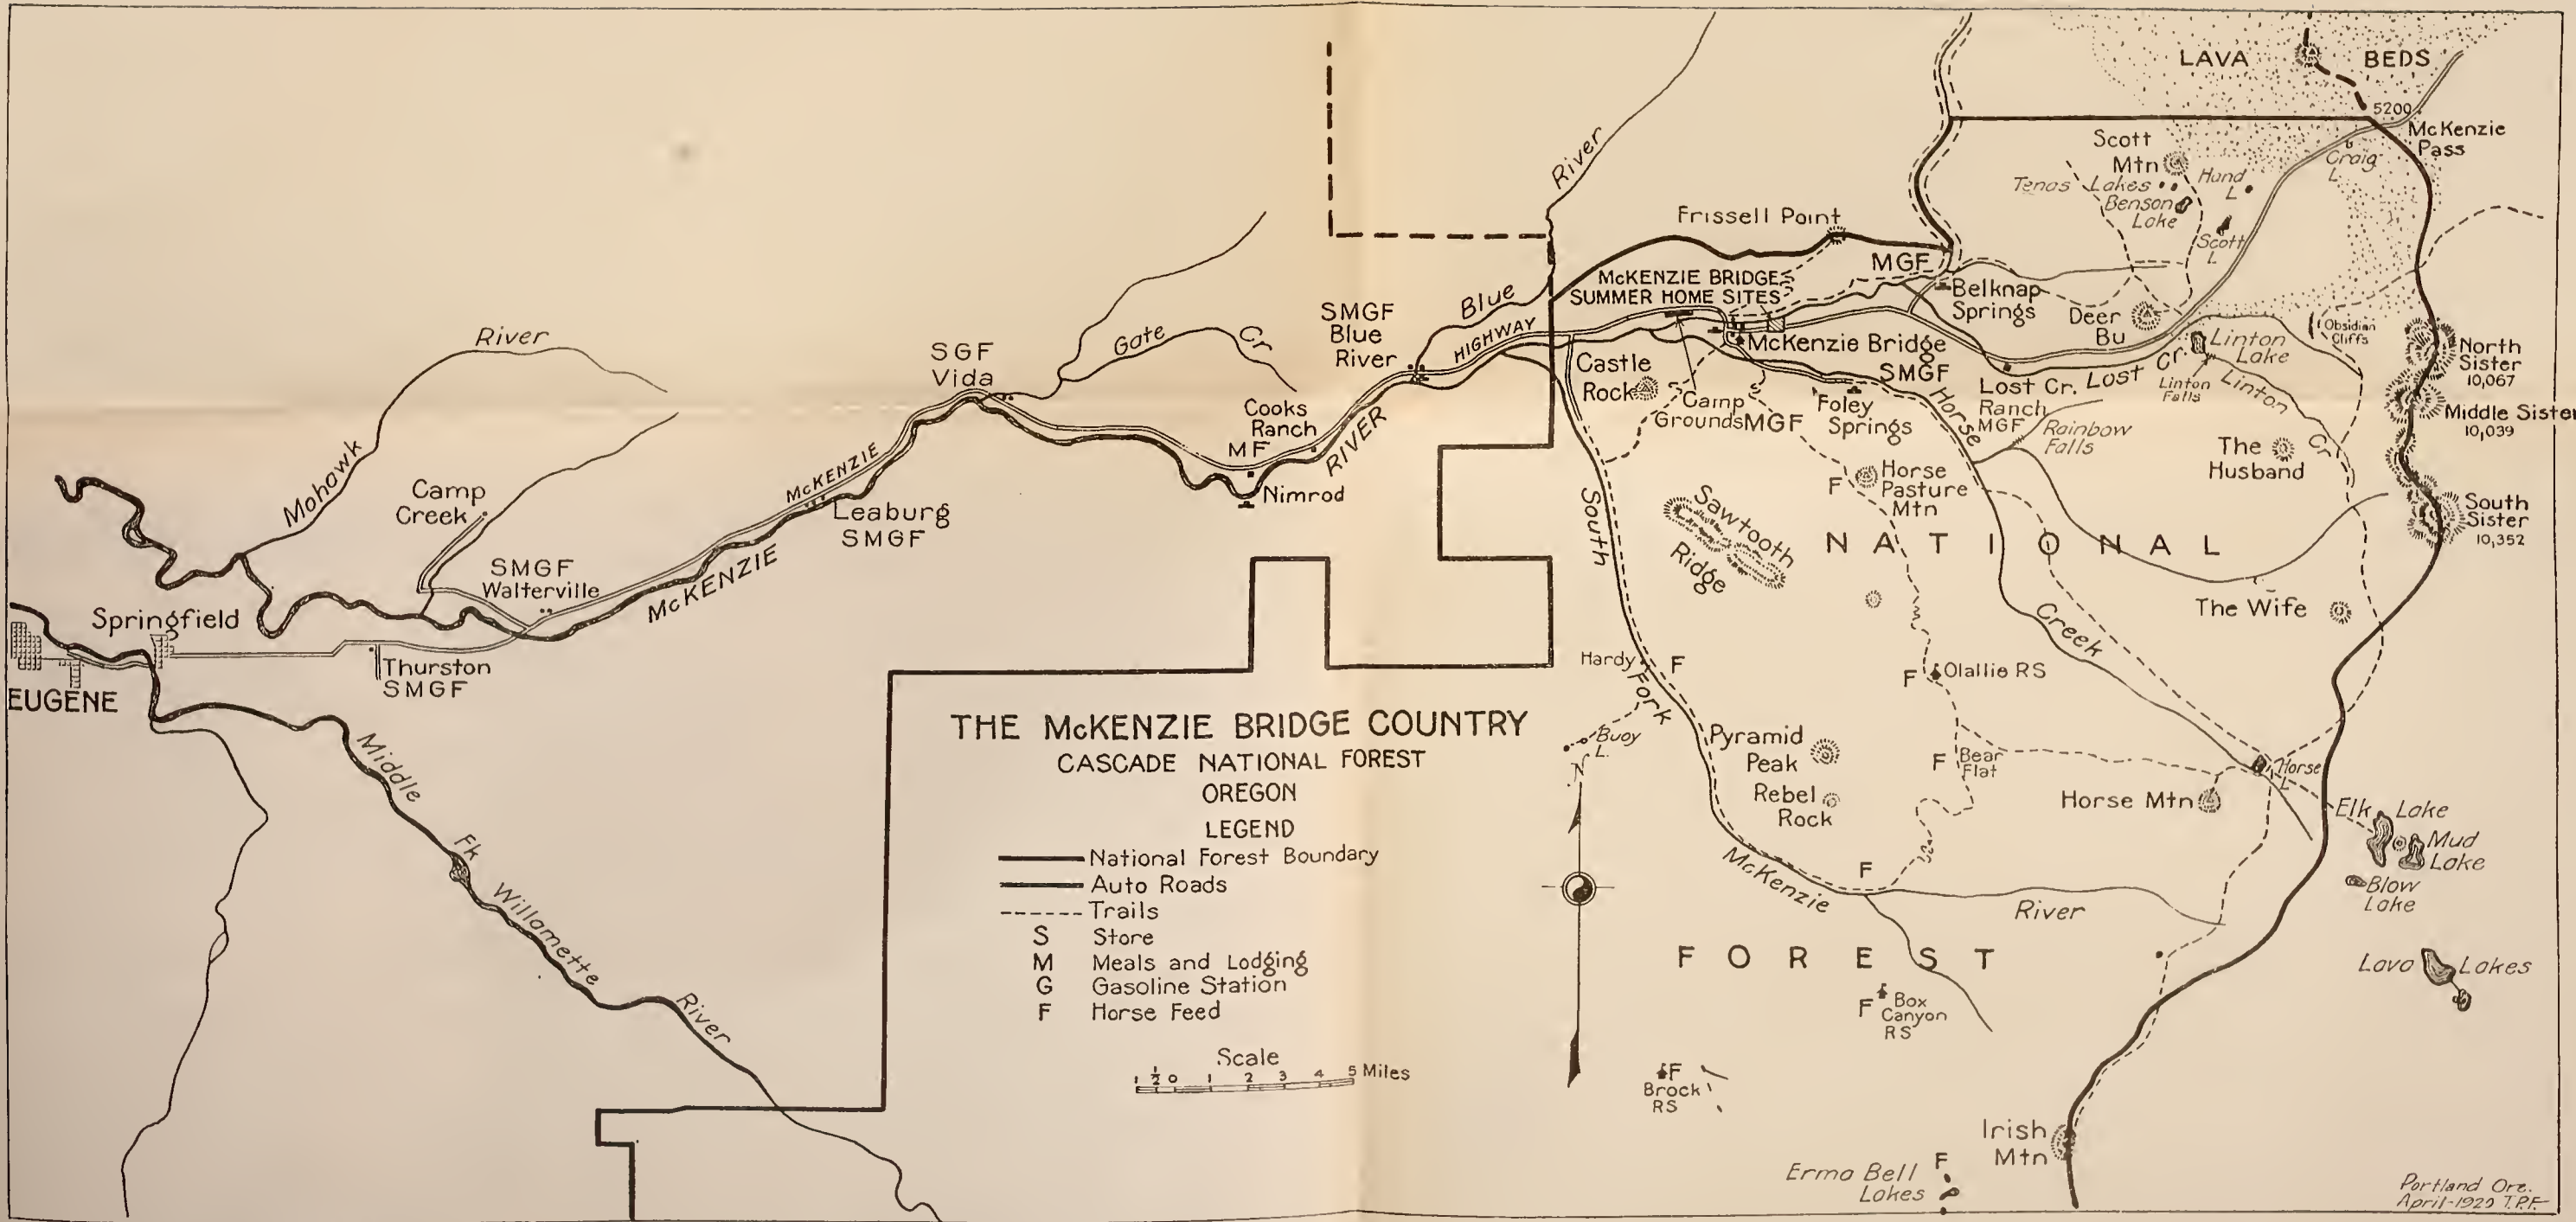 LAVA BEDS
5200
McKenzie
Pass
Scott
Mtn
Craig
L
Tenas Lakes
Hand
L
Benson
Lake
Scott
L
River
Frissell Point
MGF
McKENZIE BRIDGE
SUMMER HOME SITES
Belknap
Springs
Deer
Bu
Obsidian
Cliffs
Linton
Lake
North
Sister
10,067
Middle Sister
10,039
South
Sister
10,352
River
Mohawk
SGF
Vida
Gate
Cr
SMGF
Blue
River
Blue
HIGHWAY
Castle
Rock
McKenzie Bridge
SMGF
Camp
Grounds
MGF
Foley
Springs
Horse
Lost Cr.
Ranch
MGF
Lost Cr.
Linton
Falls
Linton
Cr
Rainbow
Falls
The
Husband
Cooks
Ranch
MF
RIVER
Nimrod
Camp
Creek
McKENZIE
Leaburg
SMGF
McKENZIE
SMGF
Walterville
Springfield
EUGENE
Thurston
SMGF
South
Sawtooth
Ridge
F
Horse
Pasture
Mtn
NATIONAL
The Wife
Creek
Hardy
F
Fork
F
Olallie RS
Buoy
L.
N
Pyramid
Peak
Rebel
Rock
F
Bear
Flat
Horse Mtn
Horse
L
Elk Lake
Mud
Lake
Blow
Lake
McKenzie
F
River
Lava Lakes
FOREST
F
Box
Canyon
RS
F
Brock
RS
Irish
Mtn
Erma Bell
Lakes
F
Middle
Fk
Willamette
River
THE McKENZIE BRIDGE COUNTRY
CASCADE NATIONAL FOREST
OREGON
LEGEND
National Forest Boundary
Auto Roads
Trails
S Store
M Meals and Lodging
G Gasoline Station
F Horse Feed
Scale
1 ½ 0 1 2 3 4 5 Miles
Portland Ore.
April-1920 T.P.F.